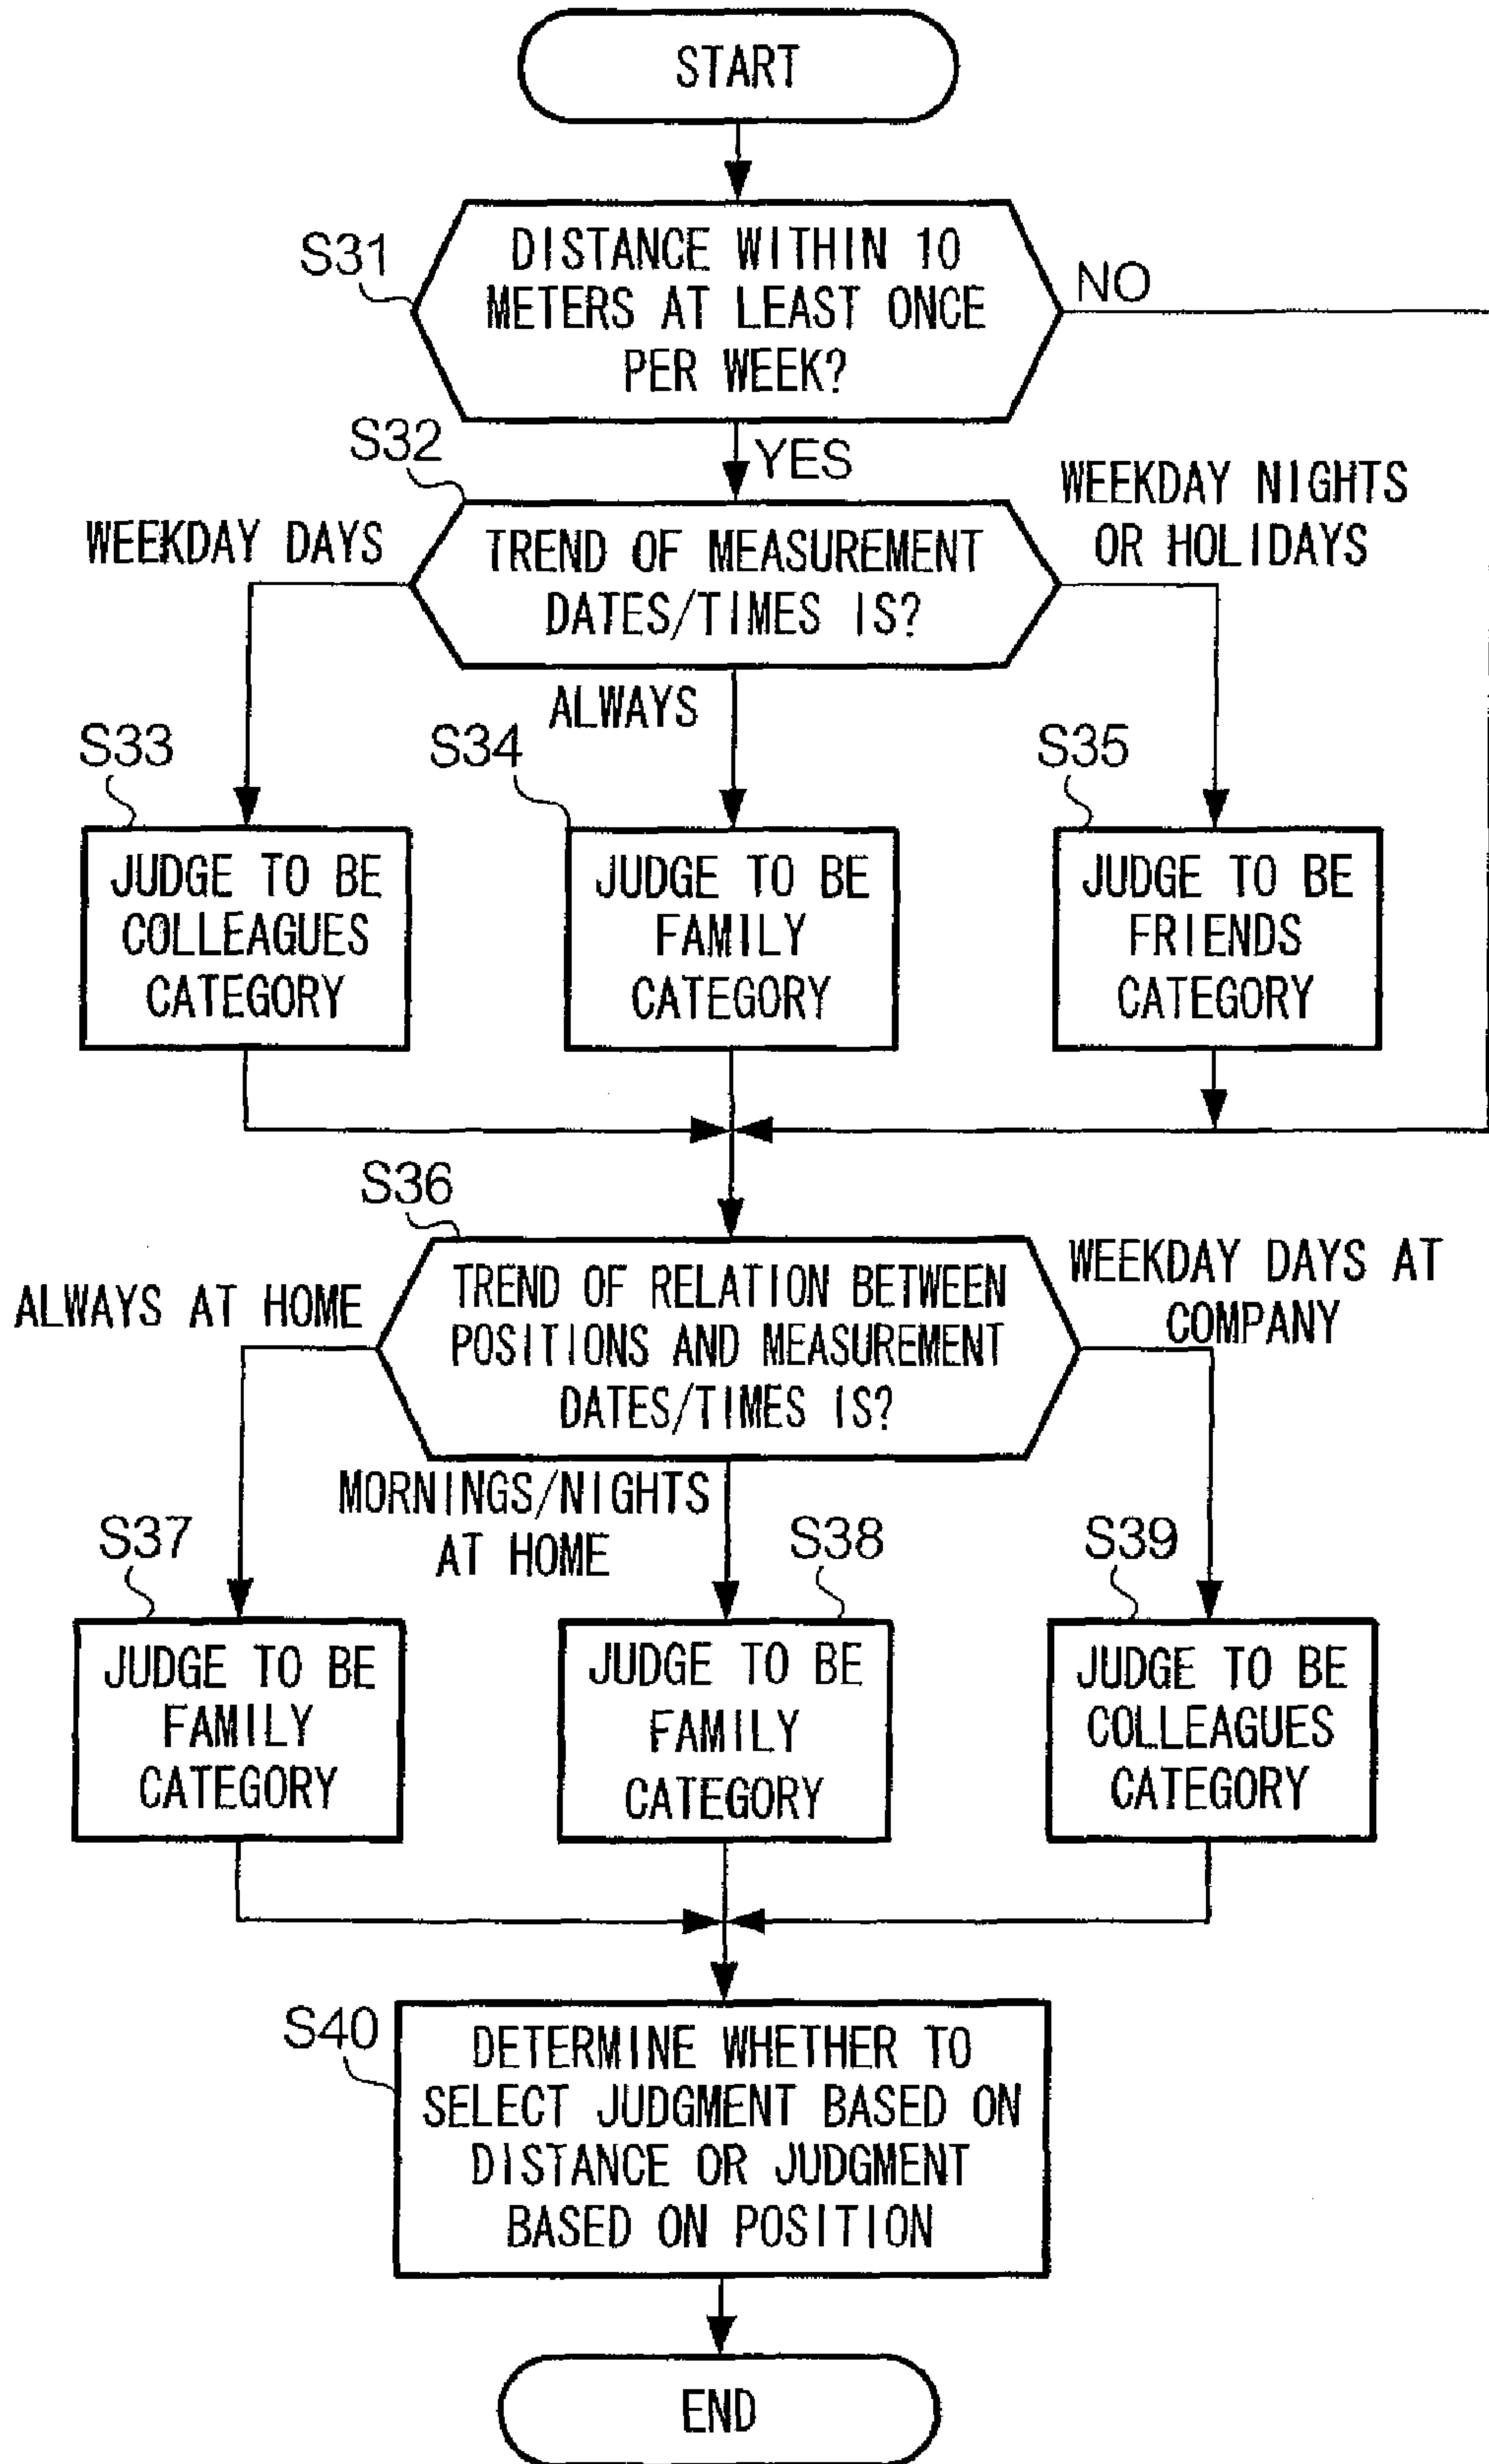 START
S31
DISTANCE WITHIN 10
METERS AT LEAST ONCE
PER WEEK?
NO
YES
S32
TREND OF MEASUREMENT
DATES/TIMES IS?
WEEKDAY DAYS
ALWAYS
WEEKDAY NIGHTS
OR HOLIDAYS
S33
JUDGE TO BE
COLLEAGUES
CATEGORY
S34
JUDGE TO BE
FAMILY
CATEGORY
S35
JUDGE TO BE
FRIENDS
CATEGORY
S36
TREND OF RELATION BETWEEN
POSITIONS AND MEASUREMENT
DATES/TIMES IS?
ALWAYS AT HOME
MORNINGS/NIGHTS
AT HOME
WEEKDAY DAYS AT
COMPANY
S37
JUDGE TO BE
FAMILY
CATEGORY
S38
JUDGE TO BE
FAMILY
CATEGORY
S39
JUDGE TO BE
COLLEAGUES
CATEGORY
S40
DETERMINE WHETHER TO
SELECT JUDGMENT BASED ON
DISTANCE OR JUDGMENT
BASED ON POSITION
END